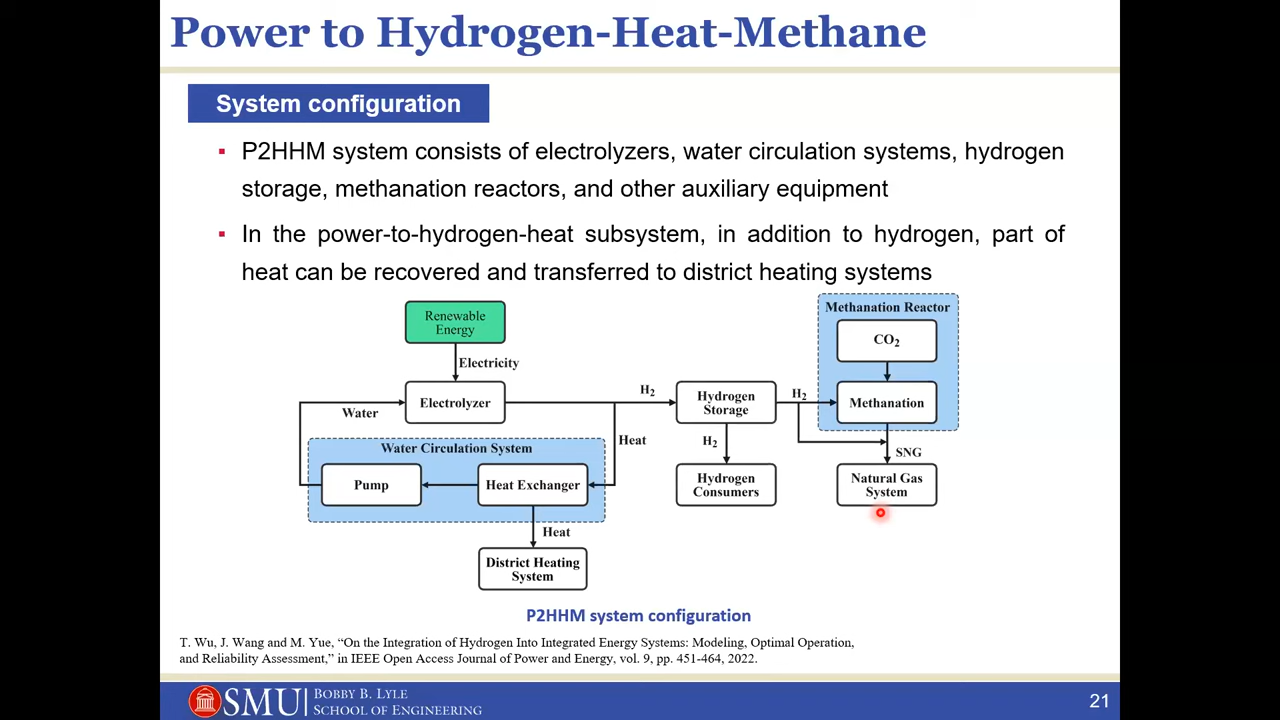 Power to Hydrogen-Heat-Methane
System configuration
▪ P2HHM system consists of electrolyzers, water circulation systems, hydrogen
storage, methanation reactors, and other auxiliary equipment
▪ In the power-to-hydrogen-heat subsystem, in addition to hydrogen, part of
heat can be recovered and transferred to district heating systems
Renewable
Energy
Electricity
Water
Electrolyzer
H₂
Heat
Water Circulation System
Pump
Heat Exchanger
Heat
District Heating
System
Hydrogen
Storage
H₂
H₂
Hydrogen
Consumers
Methanation Reactor
CO₂
Methanation
SNG
Natural Gas
System
P2HHM system configuration
T. Wu, J. Wang and M. Yue, “On the Integration of Hydrogen Into Integrated Energy Systems: Modeling, Optimal Operation,
and Reliability Assessment,” in IEEE Open Access Journal of Power and Energy, vol. 9, pp. 451-464, 2022.
SMU
BOBBY B. LYLE
SCHOOL OF ENGINEERING
21